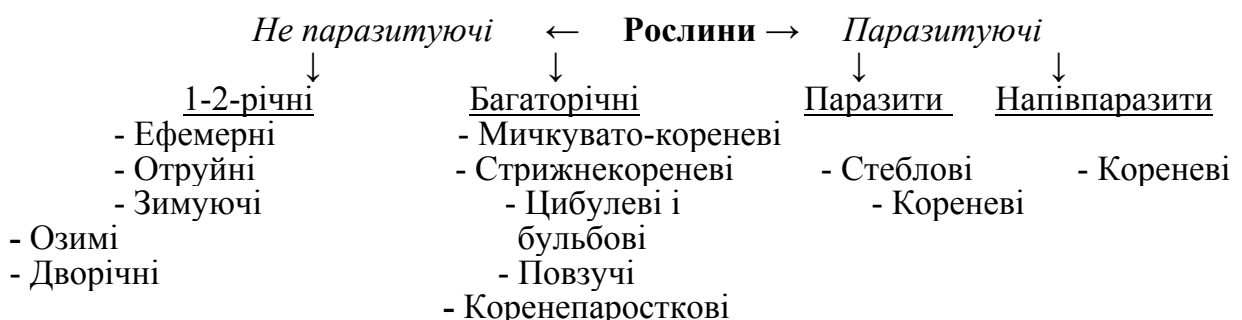 Не паразитуючі ← Рослини → Паразитуючі
↓ ↓ ↓ ↓
1-2-річні Багаторічні Паразити Напівпаразити
- Ефемерні - Мичкувато-кореневі
- Отруйні - Стрижнекореневі - Стеблові - Кореневі
- Зимуючі - Цибулеві і - Кореневі
- Озимі бульбові
- Дворічні - Повзучі
- Коренепаросткові